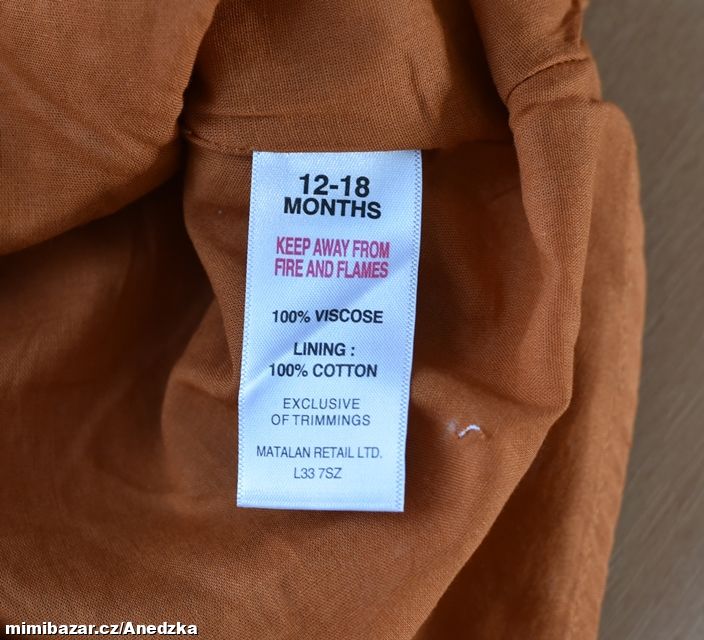 12-18
MONTHS
KEEP AWAY FROM
FIRE AND FLAMES
100% VISCOSE
LINING :
100% COTTON
EXCLUSIVE
OF TRIMMINGS
MATALAN RETAIL LTD.
L33 7SZ
mimibazar.cz/Anedzka